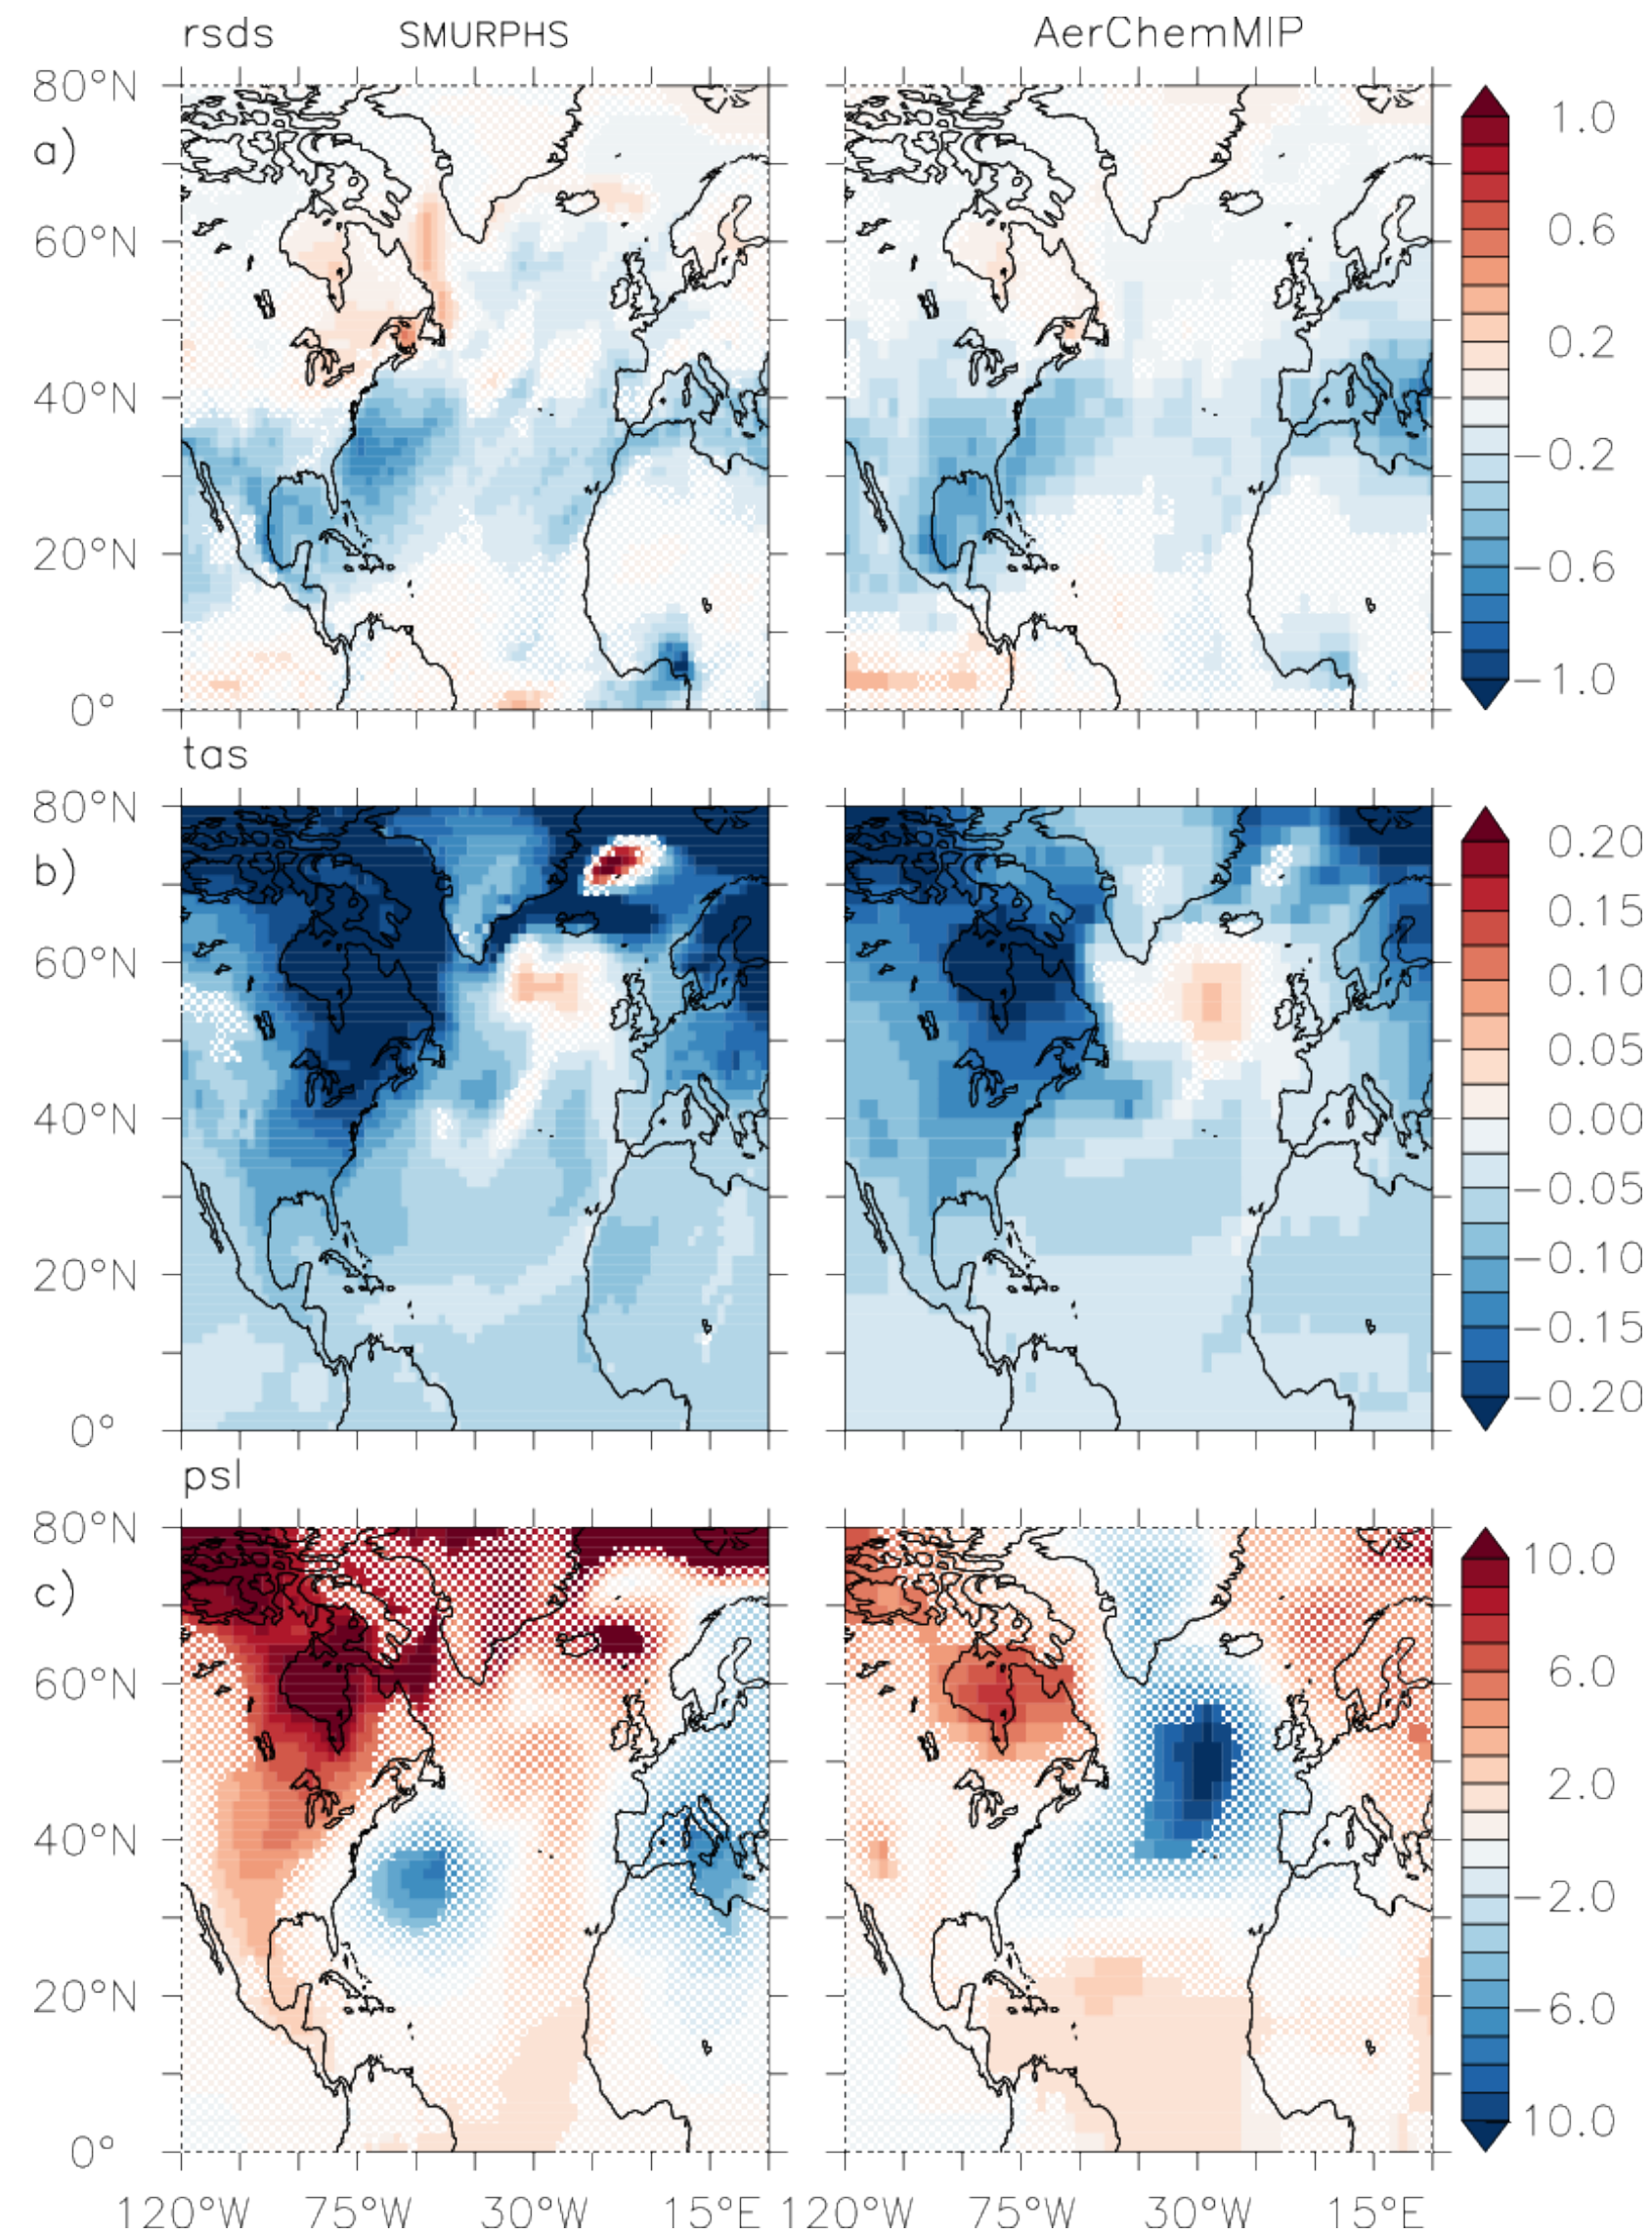 rsds SMURPHS AerChemMIP
80°N
a)
60°N
40°N
20°N
0°
1.0
0.6
0.2
−0.2
−0.6
−1.0
tas
80°N
b)
60°N
40°N
20°N
0°
0.20
0.15
0.10
0.05
0.00
−0.05
−0.10
−0.15
−0.20
psl
80°N
c)
60°N
40°N
20°N
0°
10.0
6.0
2.0
−2.0
−6.0
10.0
120°W 75°W 30°W 15°E 120°W 75°W 30°W 15°E